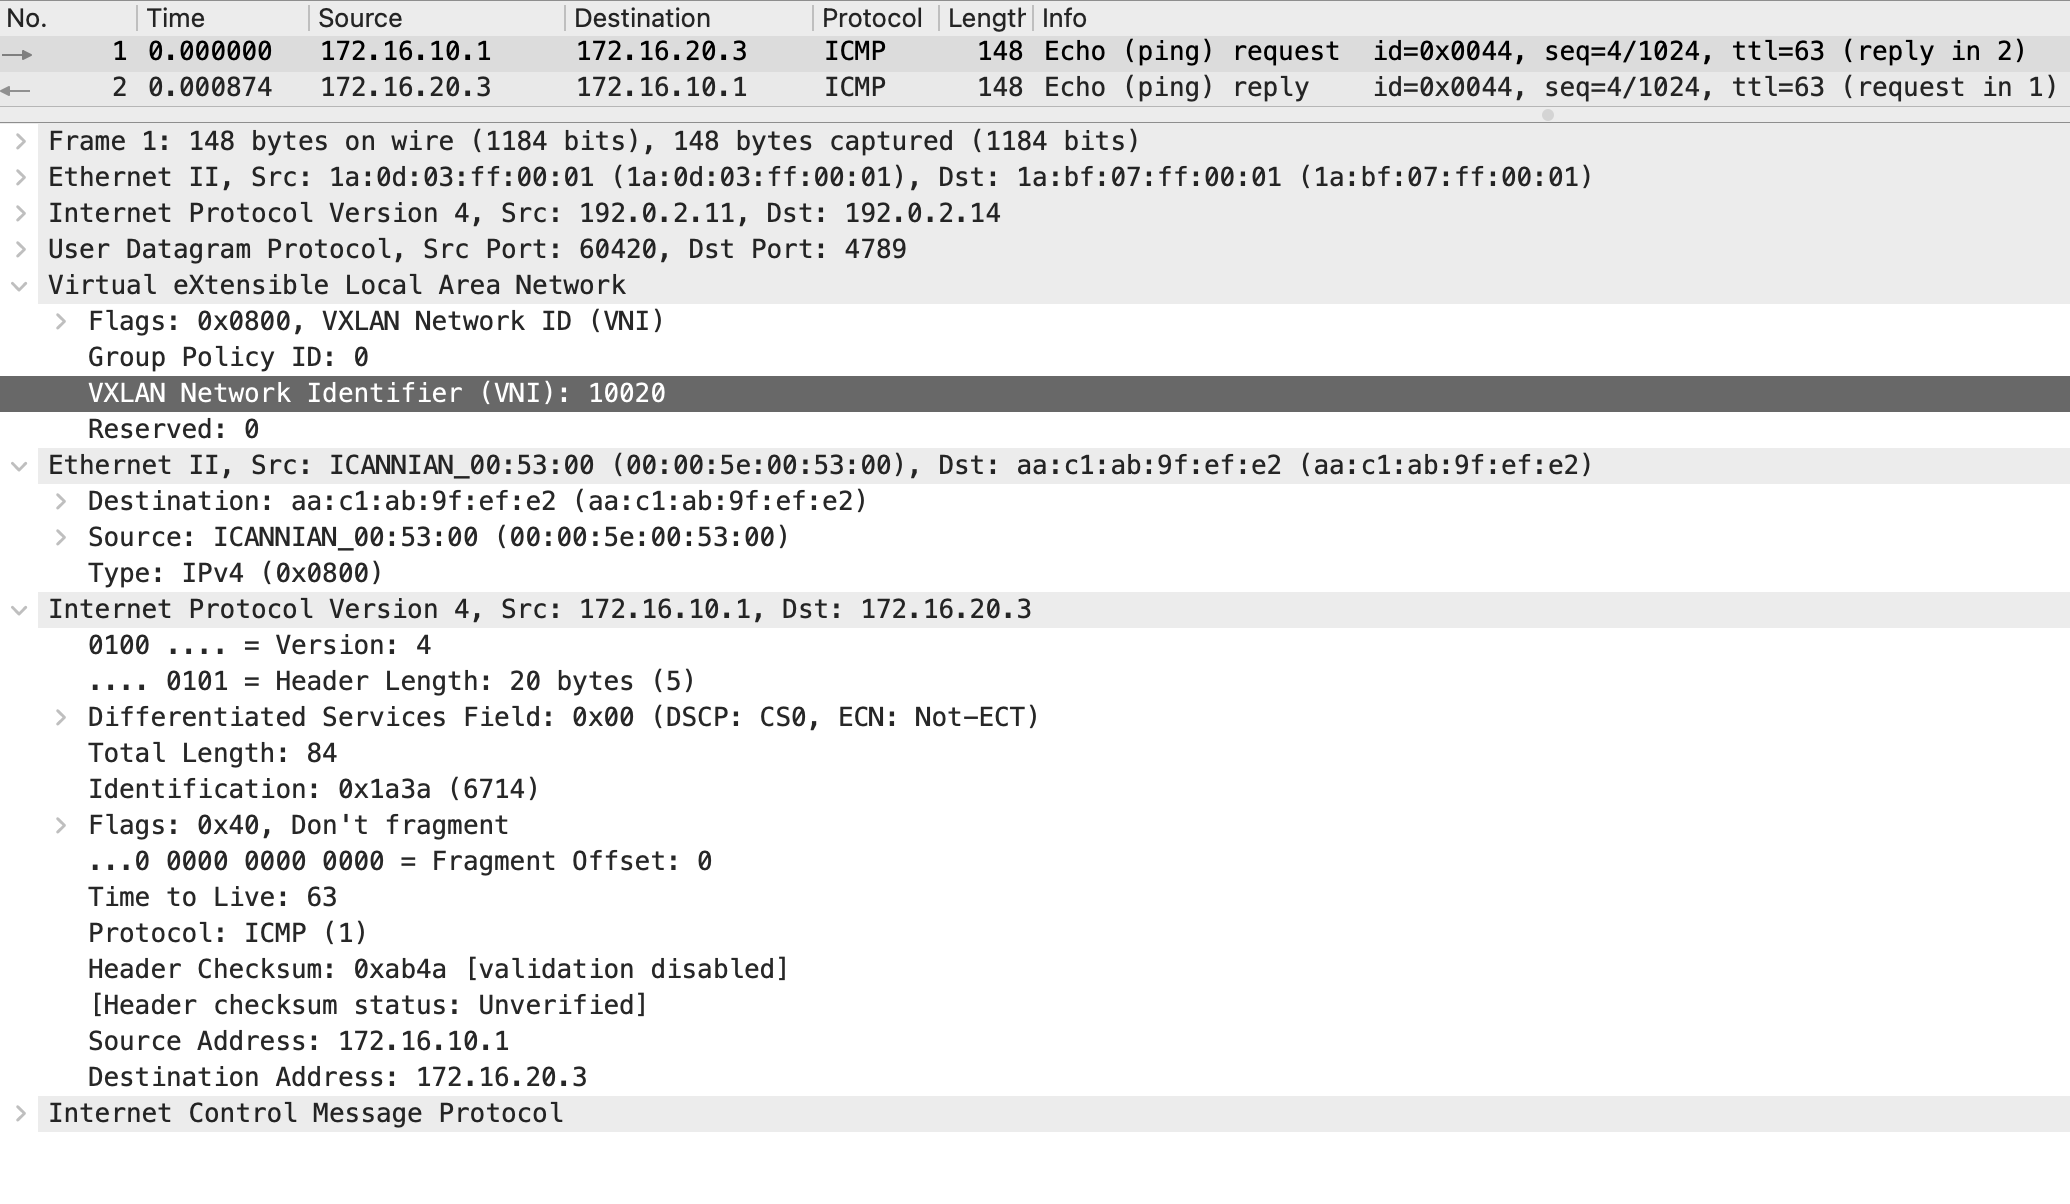 No. Time Source Destination Protocol Length Info
1 0.000000 172.16.10.1 172.16.20.3 ICMP 148 Echo (ping) request id=0x0044, seq=4/1024, ttl=63 (reply in 2)
2 0.000874 172.16.20.3 172.16.10.1 ICMP 148 Echo (ping) reply id=0x0044, seq=4/1024, ttl=63 (request in 1)
Frame 1: 148 bytes on wire (1184 bits), 148 bytes captured (1184 bits)
Ethernet II, Src: 1a:0d:03:ff:00:01 (1a:0d:03:ff:00:01), Dst: 1a:bf:07:ff:00:01 (1a:bf:07:ff:00:01)
Internet Protocol Version 4, Src: 192.0.2.11, Dst: 192.0.2.14
User Datagram Protocol, Src Port: 60420, Dst Port: 4789
Virtual eXtensible Local Area Network
Flags: 0x0800, VXLAN Network ID (VNI)
Group Policy ID: 0
VXLAN Network Identifier (VNI): 10020
Reserved: 0
Ethernet II, Src: ICANNIAN_00:53:00 (00:00:5e:00:53:00), Dst: aa:c1:ab:9f:ef:e2 (aa:c1:ab:9f:ef:e2)
Destination: aa:c1:ab:9f:ef:e2 (aa:c1:ab:9f:ef:e2)
Source: ICANNIAN_00:53:00 (00:00:5e:00:53:00)
Type: IPv4 (0x0800)
Internet Protocol Version 4, Src: 172.16.10.1, Dst: 172.16.20.3
0100 .... = Version: 4
.... 0101 = Header Length: 20 bytes (5)
Differentiated Services Field: 0x00 (DSCP: CS0, ECN: Not-ECT)
Total Length: 84
Identification: 0x1a3a (6714)
Flags: 0x40, Don't fragment
...0 0000 0000 0000 = Fragment Offset: 0
Time to Live: 63
Protocol: ICMP (1)
Header Checksum: 0xab4a [validation disabled]
[Header checksum status: Unverified]
Source Address: 172.16.10.1
Destination Address: 172.16.20.3
Internet Control Message Protocol